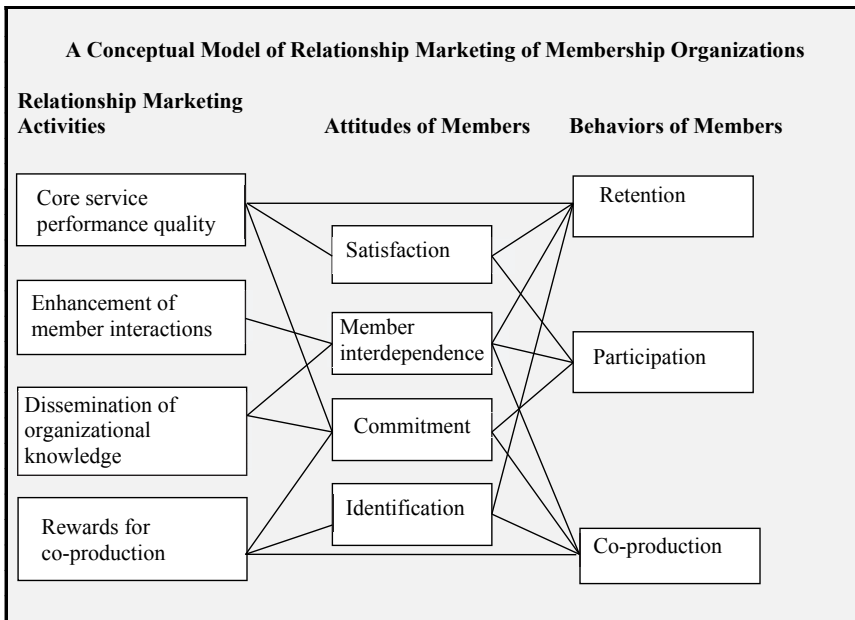 A Conceptual Model of Relationship Marketing of Membership Organizations
Relationship Marketing
Activities
Attitudes of Members
Behaviors of Members
Core service
performance quality
Enhancement of
member interactions
Dissemination of
organizational
knowledge
Rewards for
co-production
Satisfaction
Member
interdependence
Commitment
Identification
Retention
Participation
Co-production